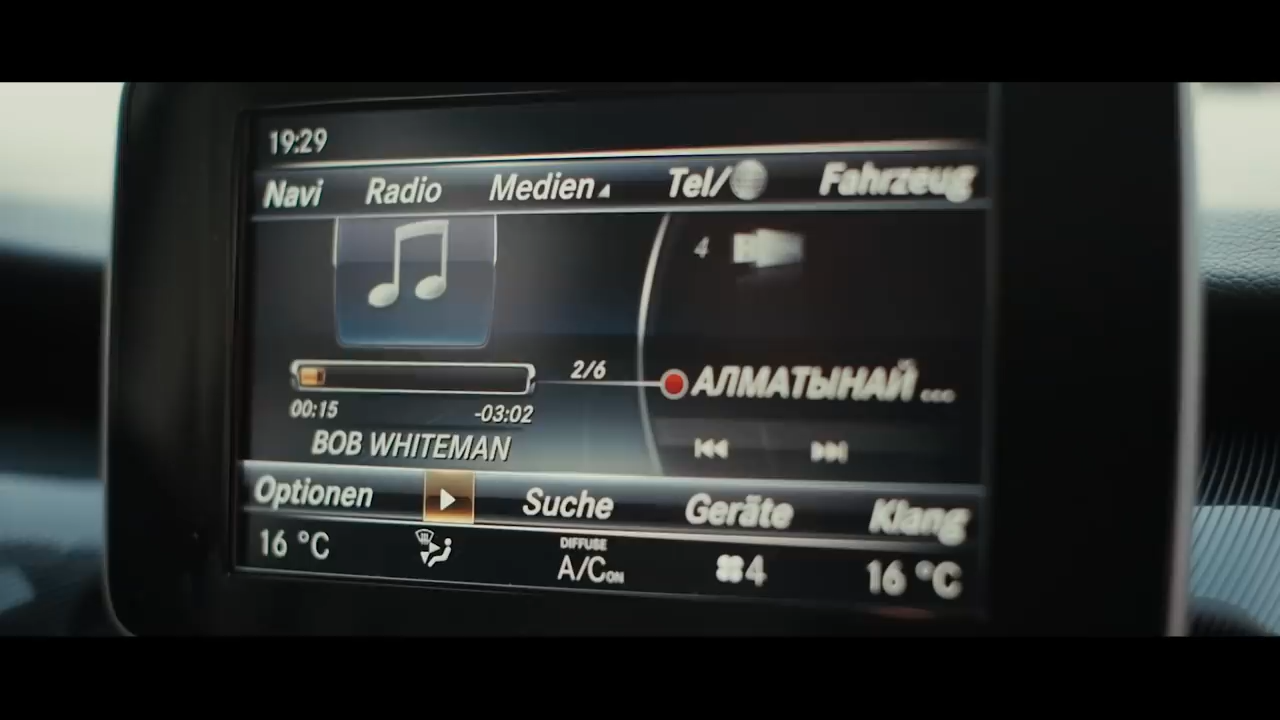 19:29
Navi Radio Medien Tel/ Fahrzeug
4
2/6
АЛМАТЫНАЙ ...
00:15 -03:02
BOB WHITEMAN
Optionen Suche Geräte Klang
16 °C DIFFUSE A/C ON 4 16 °C